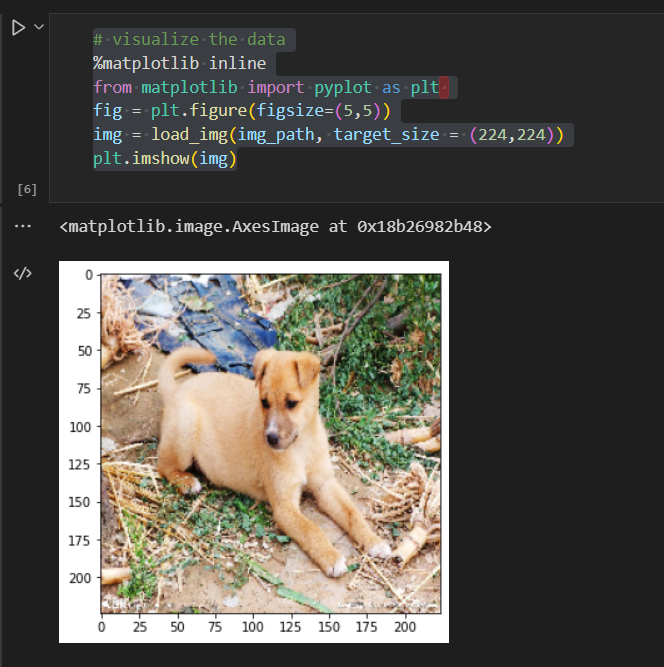 # visualize the data
%matplotlib inline
from matplotlib import pyplot as plt
fig = plt.figure(figsize=(5,5))
img = load_img(img_path, target_size = (224,224))
plt.imshow(img)
[6]
... <matplotlib.image.AxesImage at 0x18b26982b48>
</>
0
25
50
75
100
125
150
175
200
0 25 50 75 100 125 150 175 200